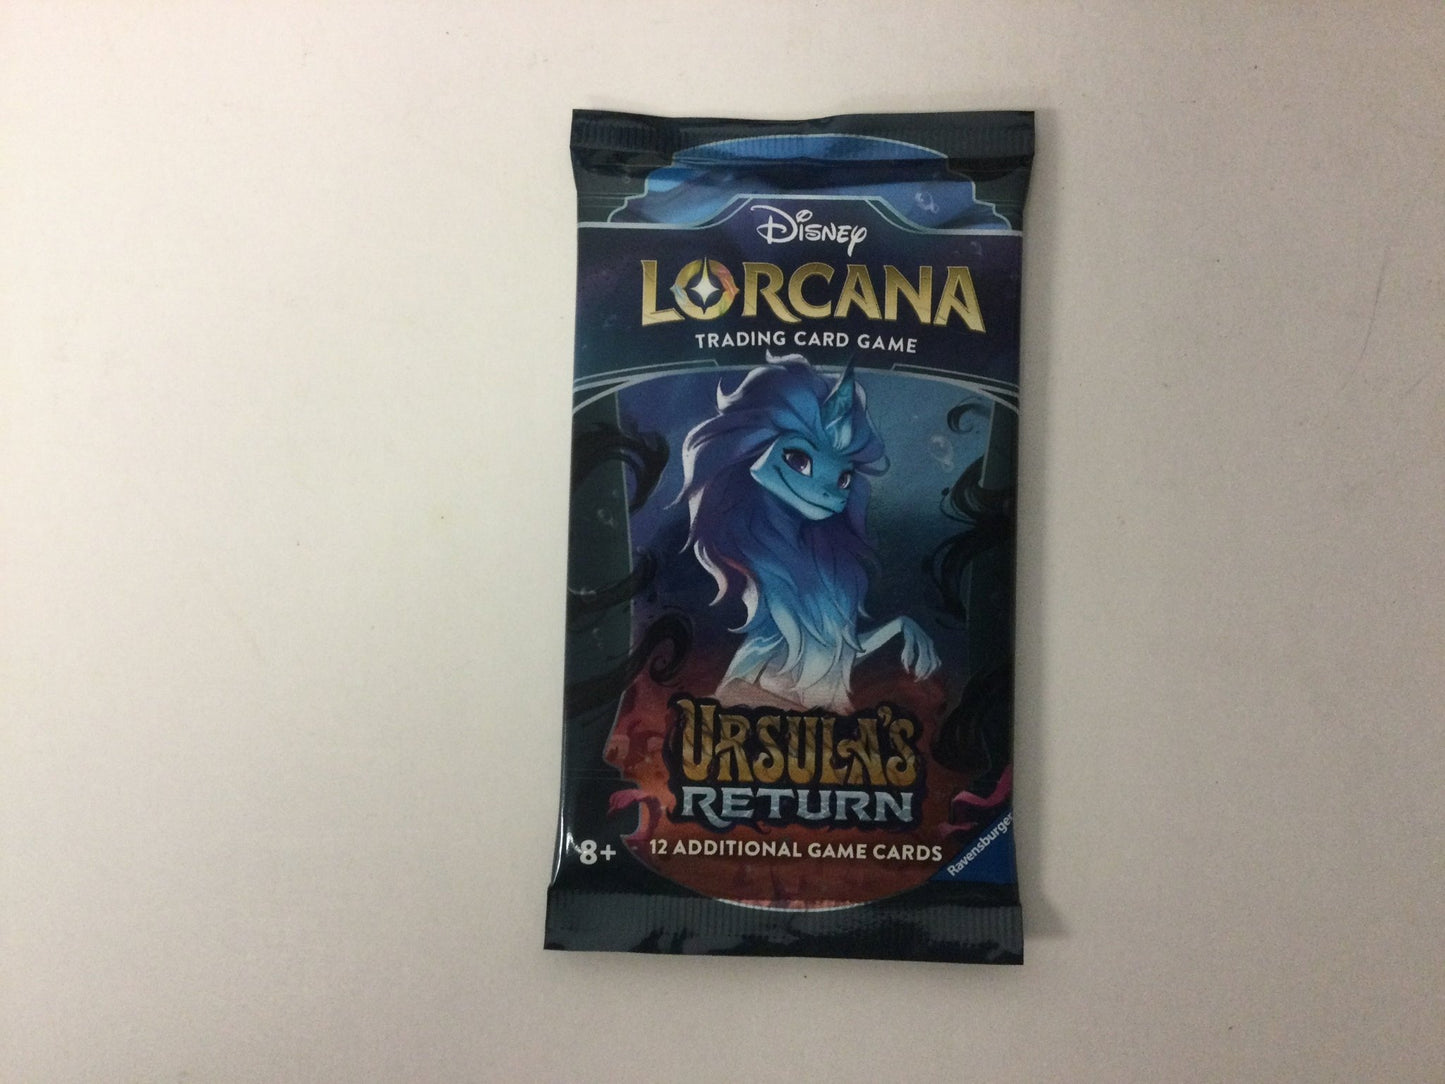 Disney
LORCANA
TRADING CARD GAME
URSULA'S
RETURN
8+
12 ADDITIONAL GAME CARDS
Ravensburger